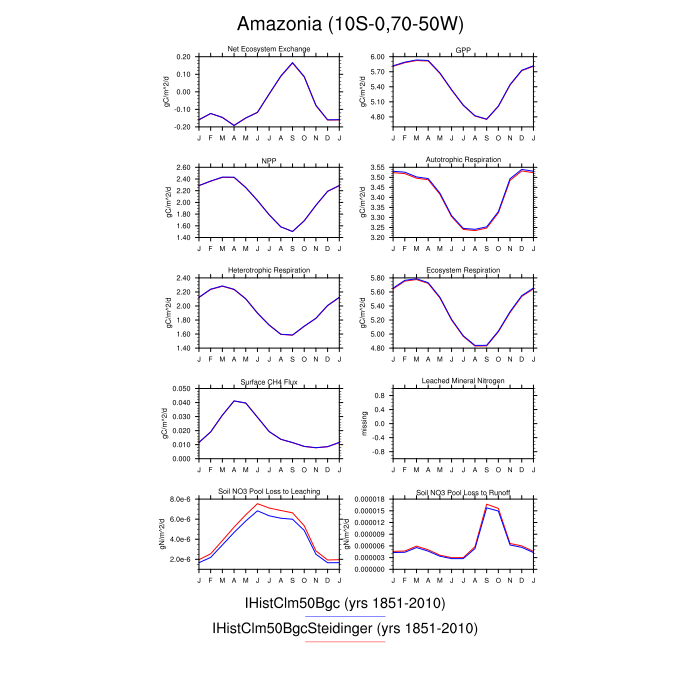 Amazonia (10S-0,70-50W)
Net Ecosystem Exchange
gC/m^2/d
0.20
0.10
0.00
-0.10
-0.20
J F M A M J J A S O N D J
GPP
gC/m^2/d
6.00
5.70
5.40
5.10
4.80
J F M A M J J A S O N D J
NPP
gC/m^2/d
2.60
2.40
2.20
2.00
1.80
1.60
1.40
J F M A M J J A S O N D J
Autotrophic Respiration
gC/m^2/d
3.55
3.50
3.45
3.40
3.35
3.30
3.25
3.20
J F M A M J J A S O N D J
Heterotrophic Respiration
gC/m^2/d
2.40
2.20
2.00
1.80
1.60
1.40
J F M A M J J A S O N D J
Ecosystem Respiration
gC/m^2/d
5.80
5.60
5.40
5.20
5.00
4.80
J F M A M J J A S O N D J
Surface CH4 Flux
gC/m^2/d
0.050
0.040
0.030
0.020
0.010
0.000
J F M A M J J A S O N D J
Leached Mineral Nitrogen
missing
0.8
0.4
-0.0
-0.4
-0.8
J F M A M J J A S O N D J
Soil NO3 Pool Loss to Leaching
gN/m^2/d
8.0e-6
6.0e-6
4.0e-6
2.0e-6
J F M A M J J A S O N D J
Soil NO3 Pool Loss to Runoff
gN/m^2/d
0.000018
0.000015
0.000012
0.000009
0.000006
0.000003
0.000000
J F M A M J J A S O N D J
IHistClm50Bgc (yrs 1851-2010)
IHistClm50BgcSteidinger (yrs 1851-2010)